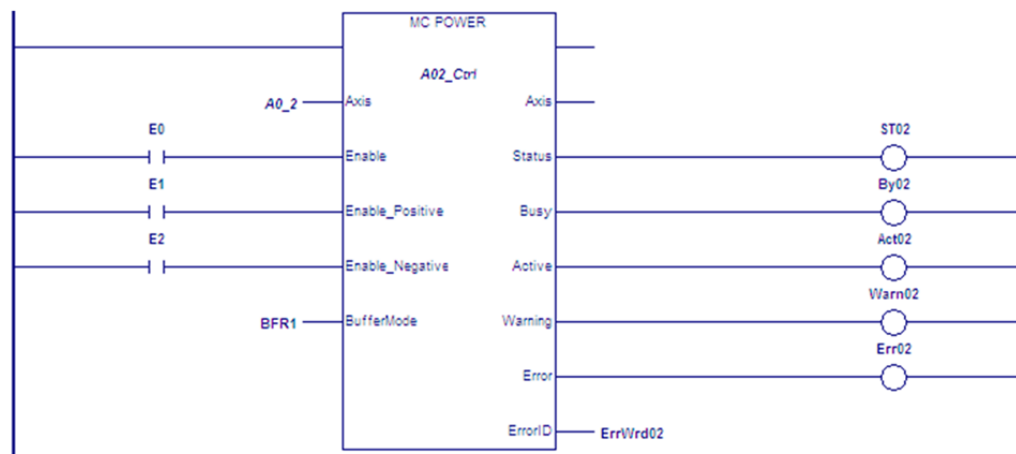 MC POWER
A02_Ctrl
A0_2 Axis Axis
E0 ST02
Enable Status
E1 By02
Enable_Positive Busy
E2 Act02
Enable_Negative Active
Warn02
BFR1 BufferMode Warning
Err02
Error
ErrorID ErrWrd02